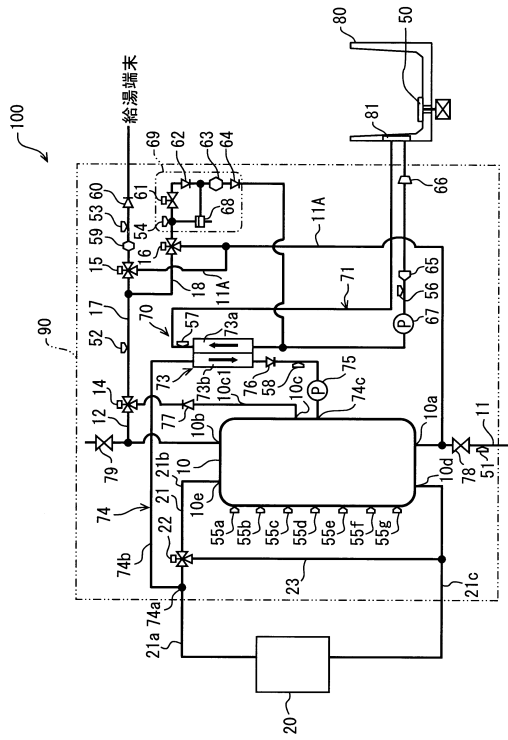 100
給湯端末
90
80
50
81
69
62
63
64
60
53
59
15
61
54
68
16
66
11A
18
11A
17
52
14
12
79
70
71
57
73
73a
73b
65
56
67
P
76
58
75
P
77
10c1
10c
74c
10b
10
10e
21b
21
22
74
74b
74a
21a
10a
10d
11
78
51
55a
55b
55c
55d
55e
55f
55g
23
21c
20